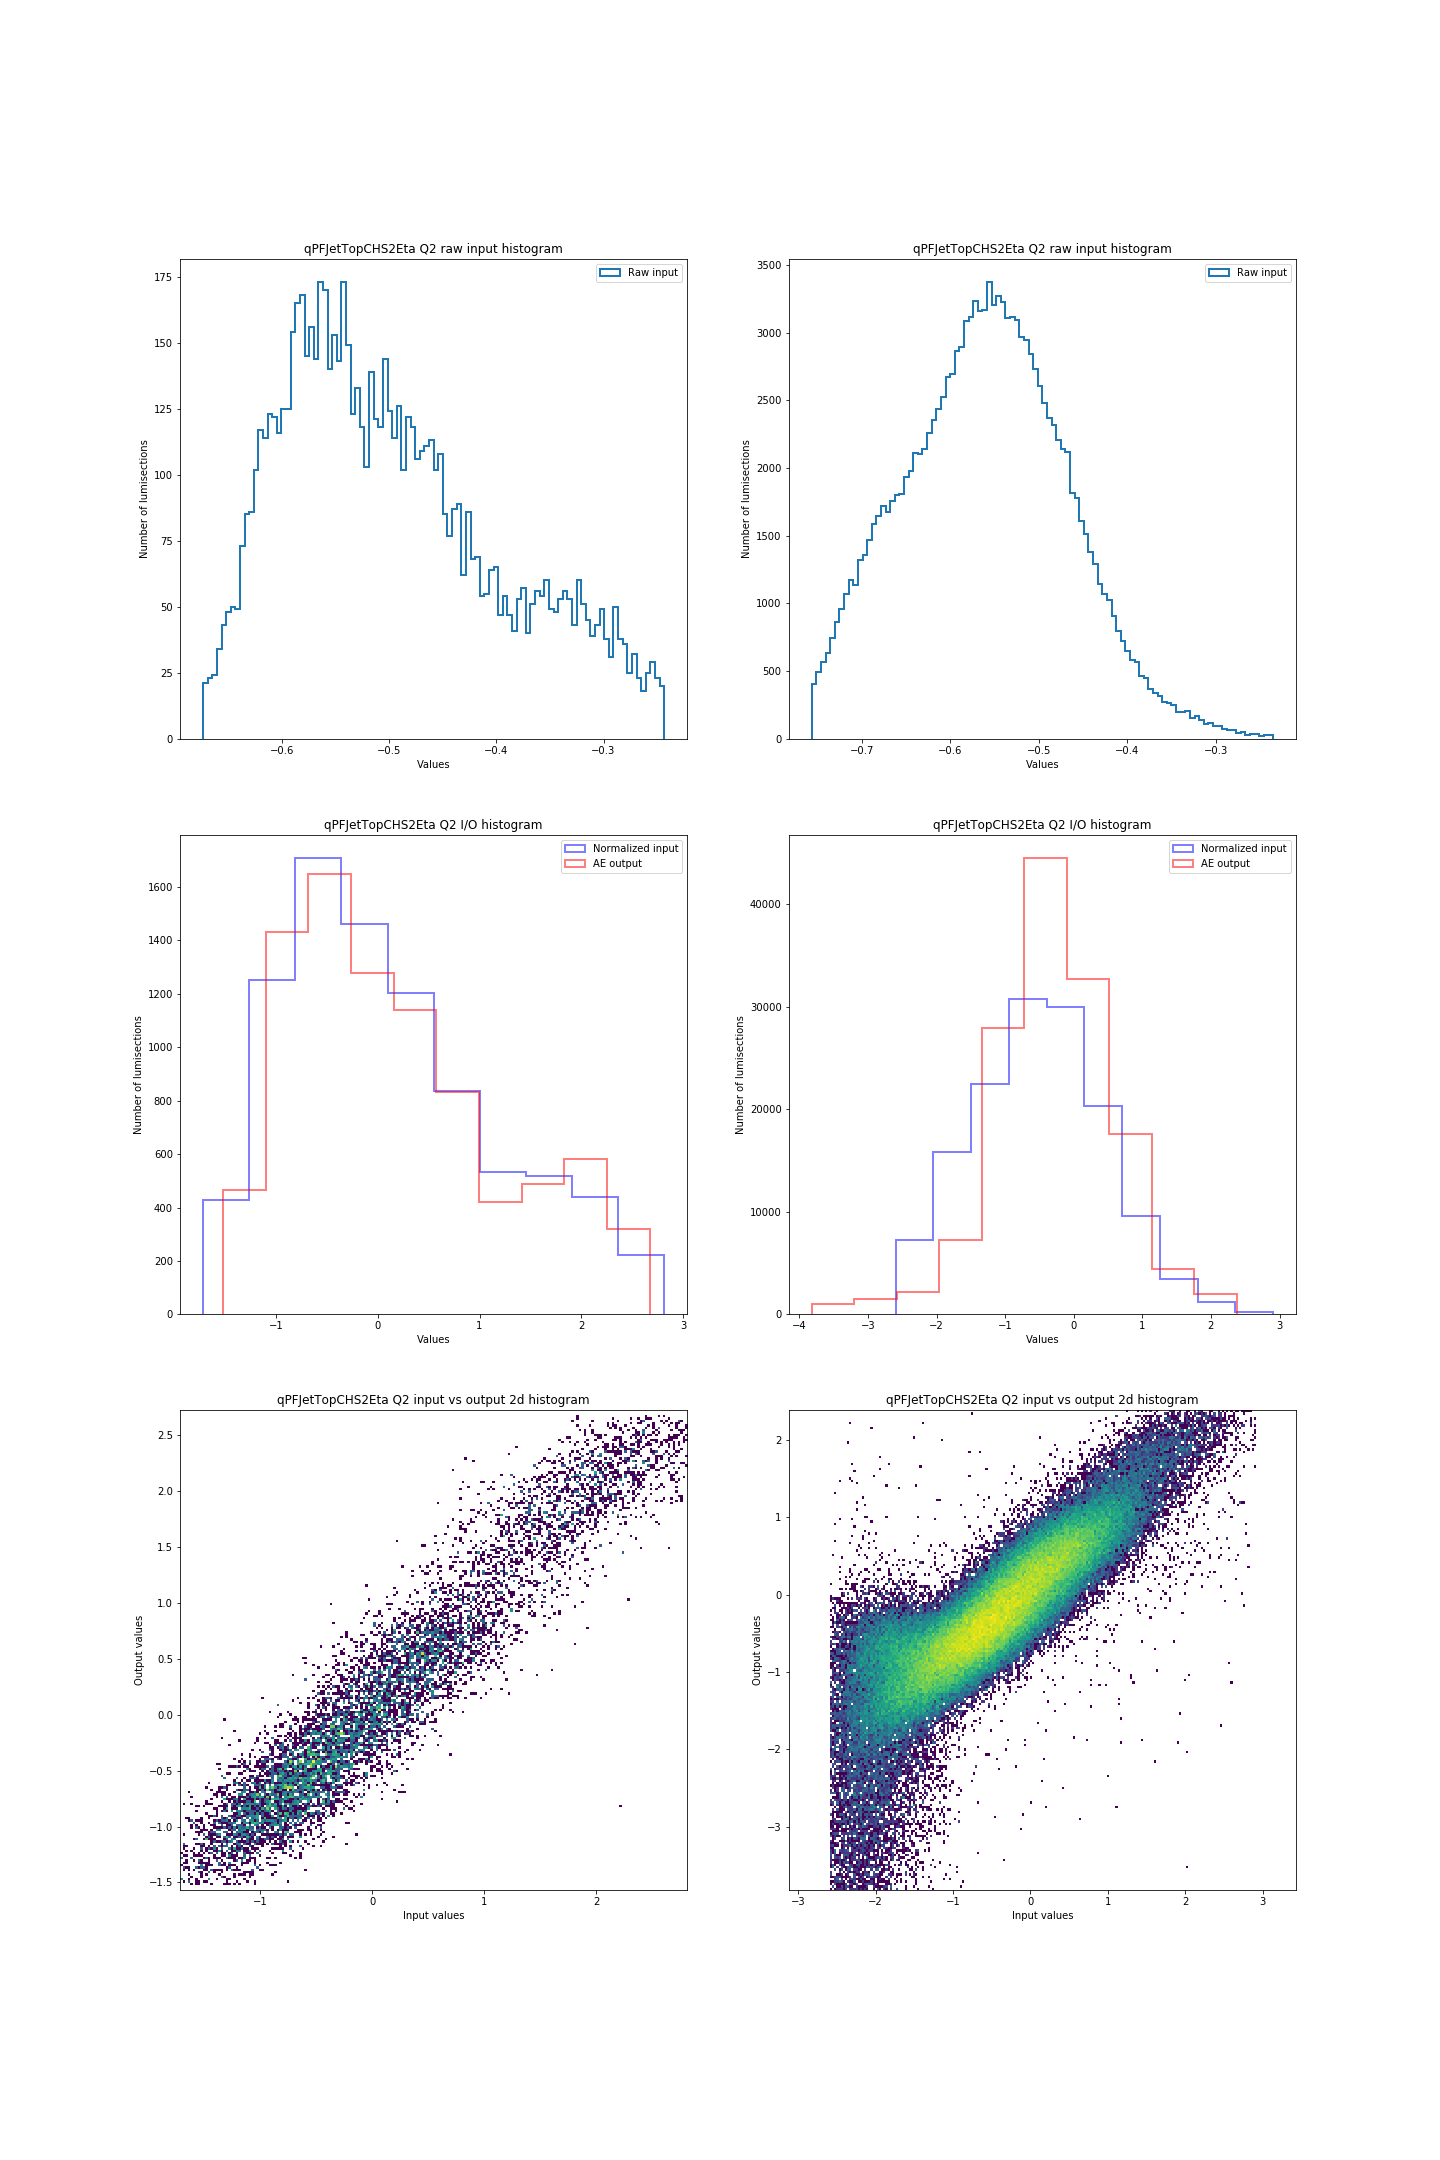 qPFJetTopCHS2Eta Q2 raw input histogram
Raw input
Number of lumisections
175
150
125
100
75
50
25
0
−0.6 −0.5 −0.4 −0.3
Values
qPFJetTopCHS2Eta Q2 raw input histogram
Raw input
Number of lumisections
3500
3000
2500
2000
1500
1000
500
0
−0.7 −0.6 −0.5 −0.4 −0.3
Values
qPFJetTopCHS2Eta Q2 I/O histogram
Normalized input
AE output
Number of lumisections
1600
1400
1200
1000
800
600
400
200
0
−1 0 1 2 3
Values
qPFJetTopCHS2Eta Q2 I/O histogram
Normalized input
AE output
Number of lumisections
40000
30000
20000
10000
0
−4 −3 −2 −1 0 1 2 3
Values
qPFJetTopCHS2Eta Q2 input vs output 2d histogram
Output values
2.5
2.0
1.5
1.0
0.5
0.0
−0.5
−1.0
−1.5
−1 0 1 2
Input values
qPFJetTopCHS2Eta Q2 input vs output 2d histogram
Output values
2
1
0
−1
−2
−3
−3 −2 −1 0 1 2 3
Input values